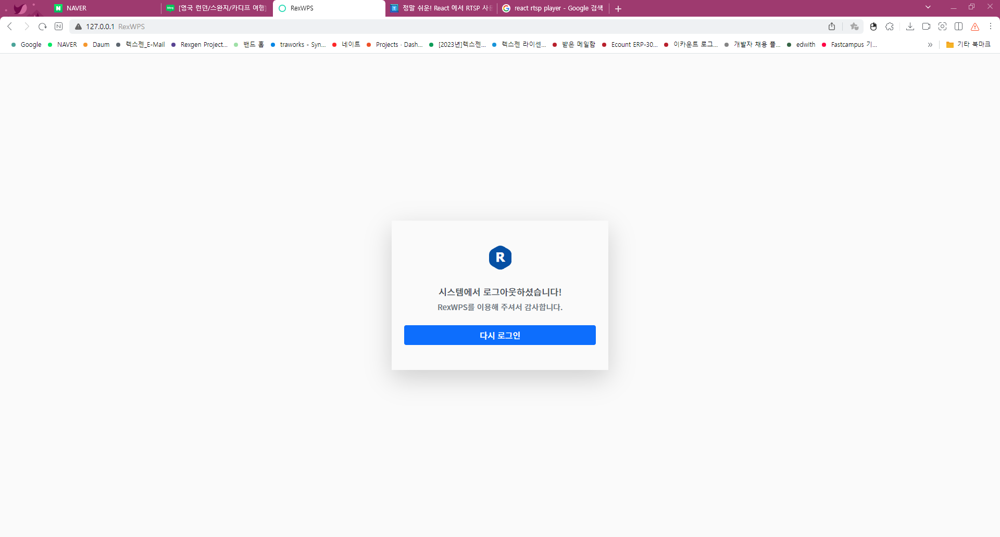 NAVER
[영국 런던/스완지/카디프 여행]
RexWPS
정말 쉬운! React 에서 RTSP 사용
react rtsp player - Google 검색
127.0.0.1 RexWPS
Google
NAVER
Daum
렉스젠_E-Mail
Rexgen Project...
밴드 홈
traworks - Syn...
네이트
Projects · Dash...
[2023년]렉스젠...
렉스젠 라이센...
받은 메일함
Ecount ERP-30...
이카운트 로그...
개발자 채용 플...
edwith
Fastcampus 기...
기타 북마크
R
시스템에서 로그아웃하셨습니다!
RexWPS를 이용해 주셔서 감사합니다.
다시 로그인